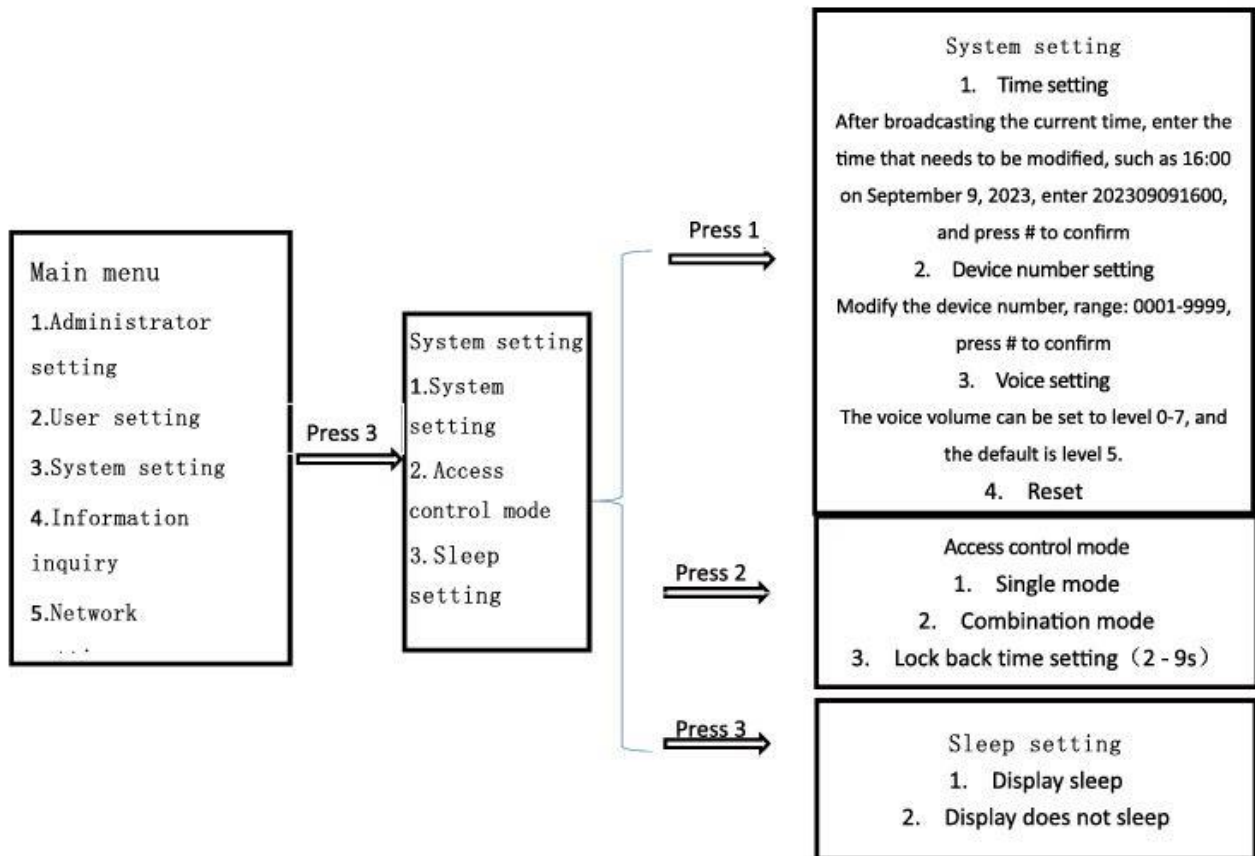 Main menu
1.Administrator
setting
2.User setting
3.System setting
4.Information
inquiry
5.Network
Press 3
System setting
1.System
setting
2.Access
control mode
3.Sleep
setting
Press 1
System setting
1. Time setting
After broadcasting the current time, enter the
time that needs to be modified, such as 16:00
on September 9, 2023, enter 202309091600,
and press # to confirm
2. Device number setting
Modify the device number, range: 0001-9999,
press # to confirm
3. Voice setting
The voice volume can be set to level 0-7, and
the default is level 5.
4. Reset
Press 2
Access control mode
1. Single mode
2. Combination mode
3. Lock back time setting（2 - 9s）
Press 3
Sleep setting
1. Display sleep
2. Display does not sleep